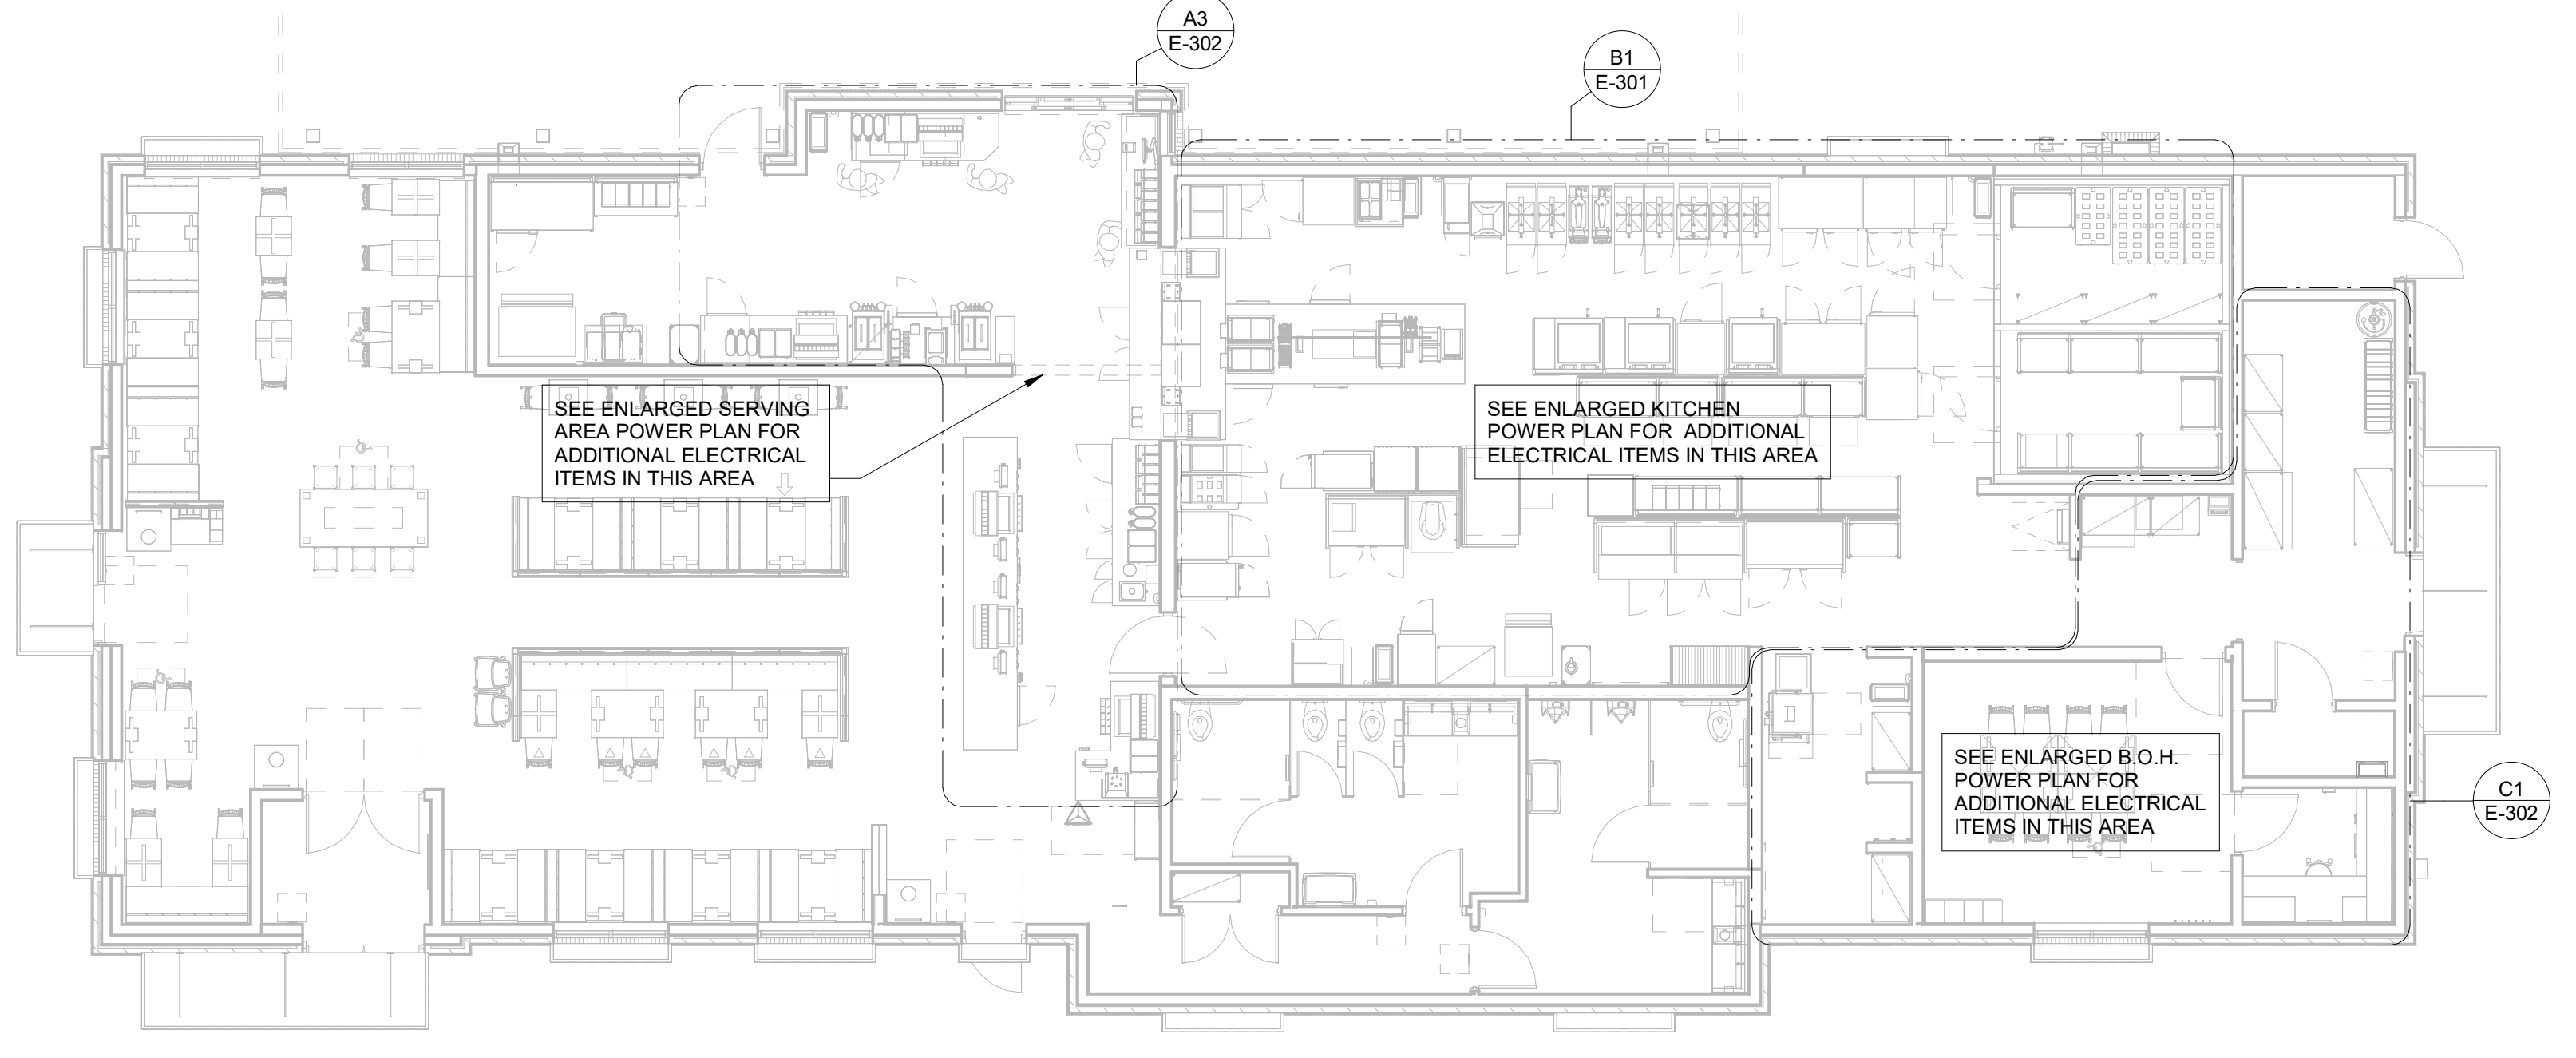 A3
E-302
B1
E-301
SEE ENLARGED SERVING
AREA POWER PLAN FOR
ADDITIONAL ELECTRICAL
ITEMS IN THIS AREA
SEE ENLARGED KITCHEN
POWER PLAN FOR ADDITIONAL
ELECTRICAL ITEMS IN THIS AREA
SEE ENLARGED B.O.H.
POWER PLAN FOR
ADDITIONAL ELECTRICAL
ITEMS IN THIS AREA
C1
E-302